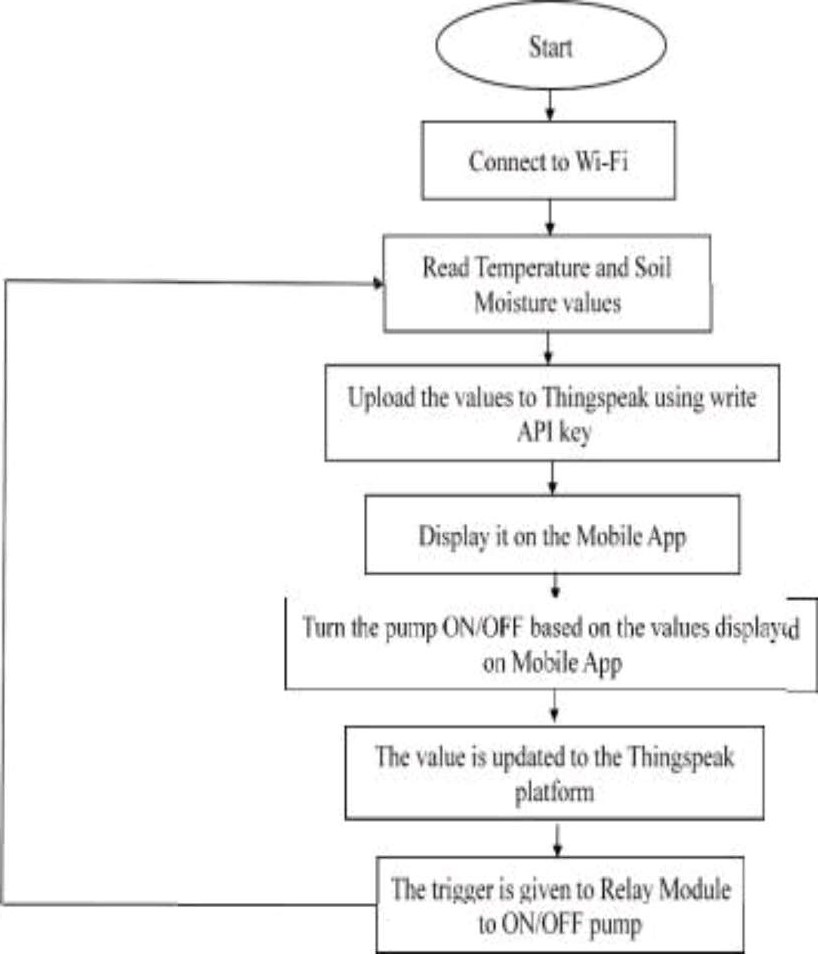 Start
Connect to Wi-Fi
Read Temperature and Soil
Moisture values
Upload the values to Thingspeak using write
API key
Display it on the Mobile App
Turn the pump ON/OFF based on the values displayed
on Mobile App
The value is updated to the Thingspeak
platform
The trigger is given to Relay Module
to ON/OFF pump